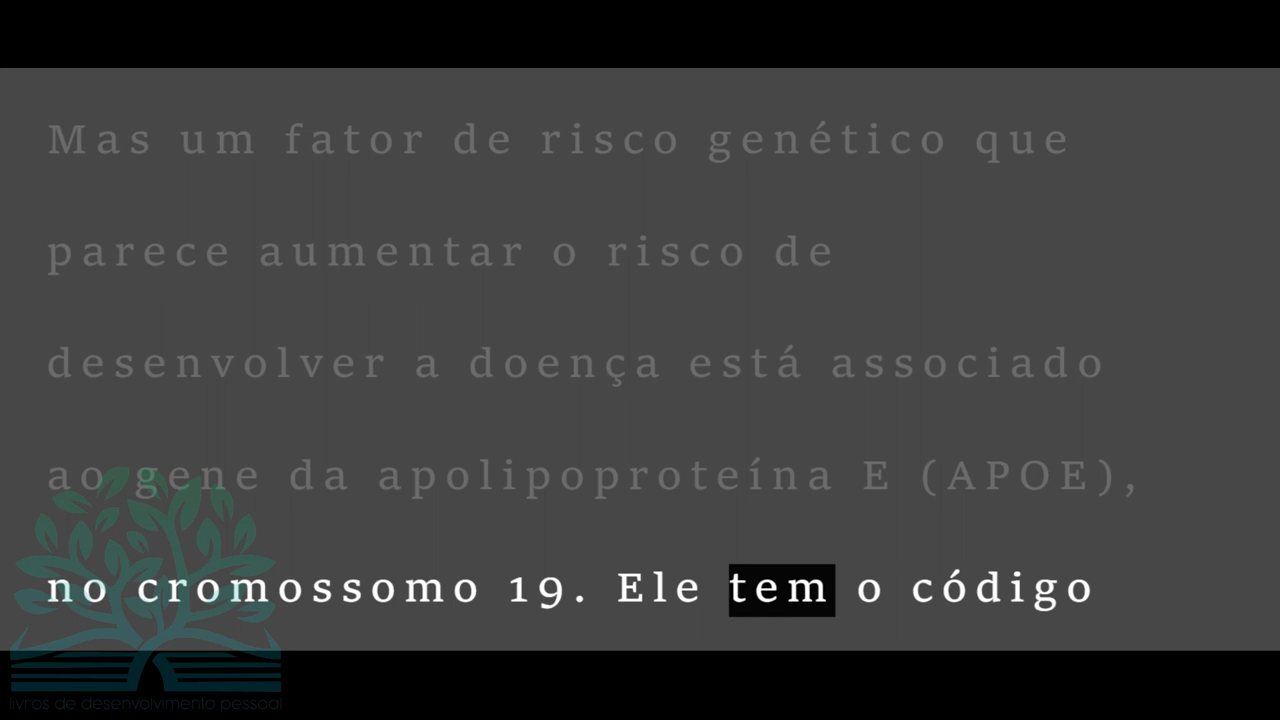 Mas um fator de risco genético que
parece aumentar o risco de
desenvolver a doença está associado
ao gene da apolipoproteína E (APOE),
no cromossomo 19. Ele tem o código
livros de desenvolvimento pessoal